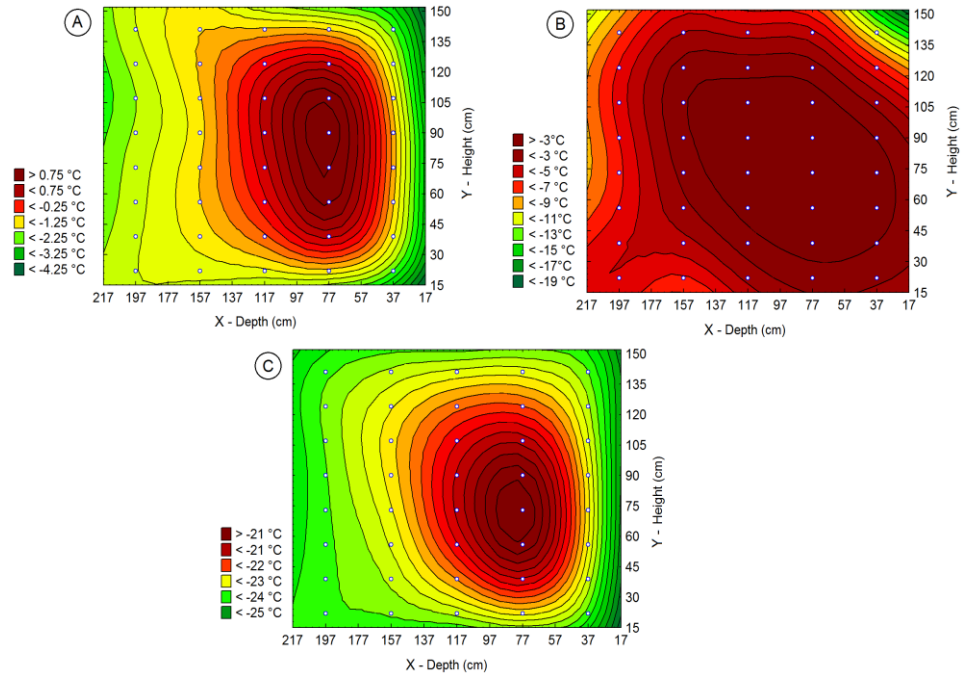 A
150
135
120
105
90
75
60
45
30
15
Y - Height (cm)
> 0.75 °C
< 0.75 °C
< -0.25 °C
< -1.25 °C
< -2.25 °C
< -3.25 °C
< -4.25 °C
217 197 177 157 137 117 97 77 57 37 17
X - Depth (cm)
B
150
135
120
105
90
75
60
45
30
15
Y - Height (cm)
> -3°C
< -3 °C
< -5 °C
< -7 °C
< -9 °C
< -11°C
< -13°C
< -15 °C
< -17°C
< -19 °C
217 197 177 157 137 117 97 77 57 37 17
X - Depth (cm)
C
150
135
120
105
90
75
60
45
30
15
Y - Height (cm)
> -21 °C
< -21 °C
< -22 °C
< -23 °C
< -24 °C
< -25 °C
217 197 177 157 137 117 97 77 57 37 17
X - Depth (cm)